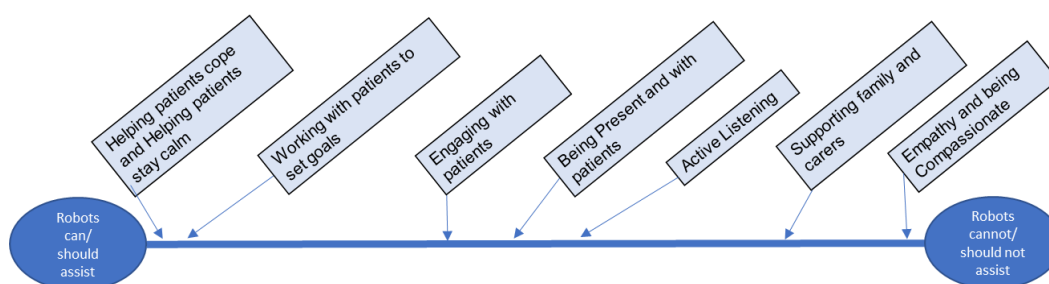 Helping patients cope
and Helping patients
stay calm
Working with patients to
set goals
Engaging with
patients
Being Present and with
patients
Active Listening
Supporting family and
carers
Empathy and being
Compassionate
Robots
can/
should
assist
Robots
cannot/
should not
assist